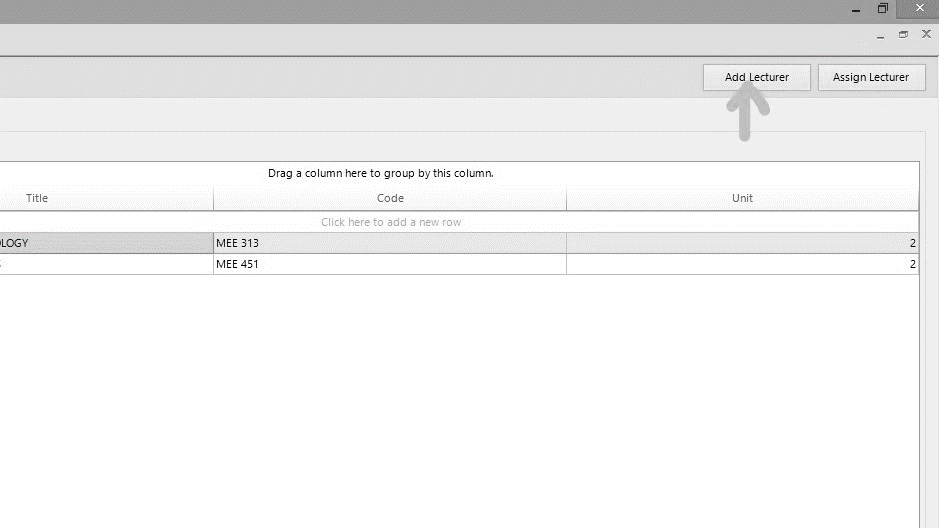 Add Lecturer Assign Lecturer
Drag a column here to group by this column.
Title Code Unit
Click here to add a new row
MEE 313 2
MEE 451 2